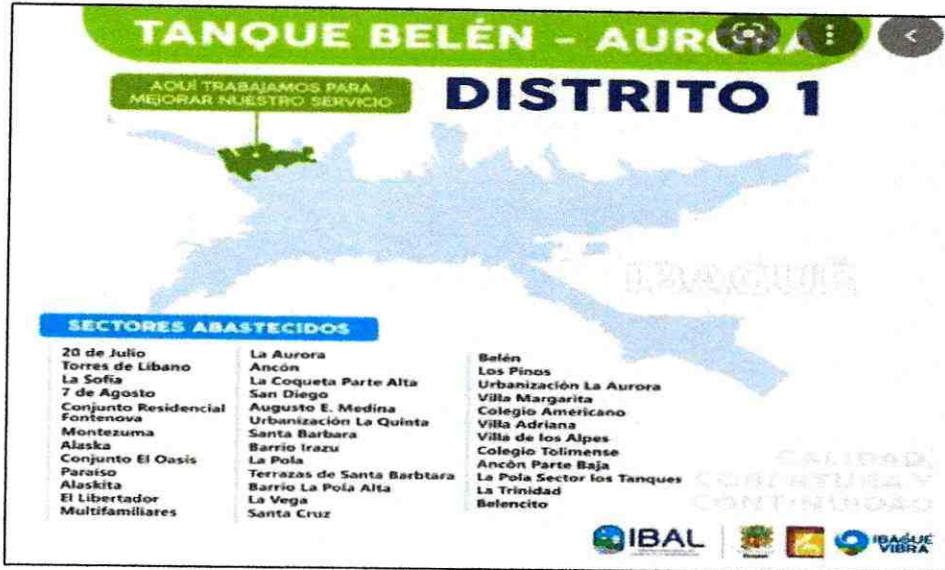 TANQUE BELÉN - AURORA
AQUÍ TRABAJAMOS PARA
MEJORAR NUESTRO SERVICIO
DISTRITO 1
SECTORES ABASTECIDOS
20 de Julio
Torres de Líbano
La Sofía
7 de Agosto
Conjunto Residencial
Fontenova
Montezuma
Alaska
Conjunto El Oasis
Paraíso
Alaskita
El Libertador
Multifamiliares
La Aurora
Ancón
La Coqueta Parte Alta
San Diego
Augusto E. Medina
Urbanización La Quinta
Santa Barbara
Barrio Irazu
La Pola
Terrazas de Santa Barbtara
Barrio La Pola Alta
La Vega
Santa Cruz
Belén
Los Pinos
Urbanización La Aurora
Villa Margarita
Colegio Americano
Villa Adriana
Villa de los Alpes
Colegio Tolimense
Ancón Parte Baja
La Pola Sector los Tanques
La Trinidad
Belencito
CALIDAD,
COBERTURA Y
CONTINUIDAD
IBAL
IBAGUÉ
VIBRA